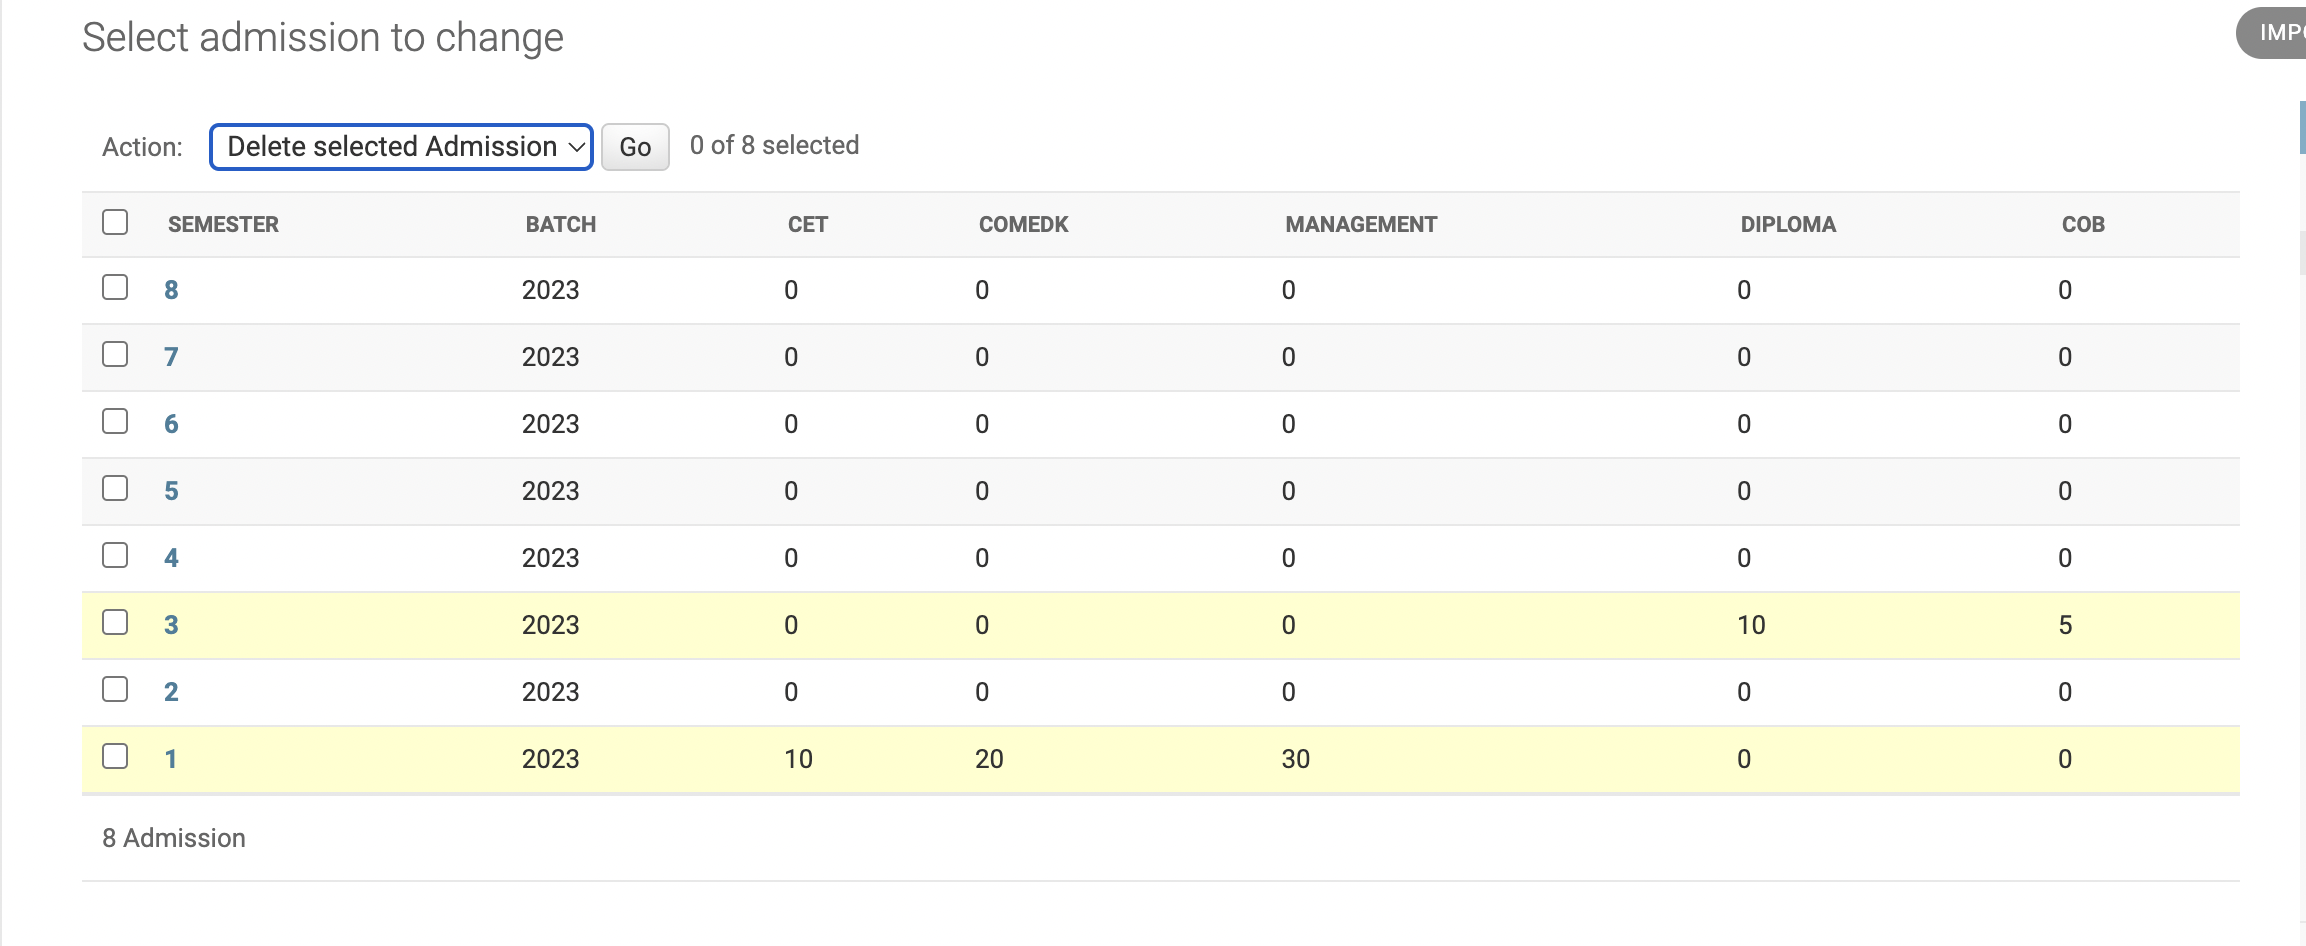 Select admission to change
IMPO
Action: Delete selected Admission Go 0 of 8 selected
SEMESTER BATCH CET COMEDK MANAGEMENT DIPLOMA COB
8 2023 0 0 0 0 0
7 2023 0 0 0 0 0
6 2023 0 0 0 0 0
5 2023 0 0 0 0 0
4 2023 0 0 0 0 0
3 2023 0 0 0 10 5
2 2023 0 0 0 0 0
1 2023 10 20 30 0 0
8 Admission